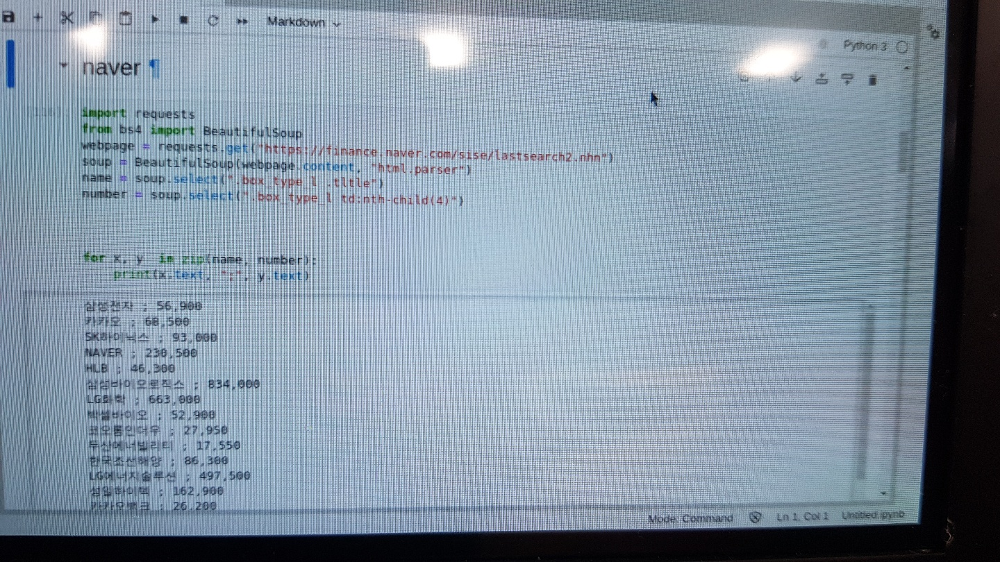 Markdown
Python 3
naver ¶
import requests
from bs4 import BeautifulSoup
webpage = requests.get("https://finance.naver.com/sise/lastsearch2.nhn")
soup = BeautifulSoup(webpage.content, "html.parser")
name = soup.select(".box_type_l .tltle")
number = soup.select(".box_type_l td:nth-child(4)")
for x, y in zip(name, number):
print(x.text, ";", y.text)
삼성전자 ; 56,900
카카오 ; 68,500
SK하이닉스 ; 93,000
NAVER ; 230,500
HLB ; 46,300
삼성바이오로직스 ; 834,000
LG화학 ; 663,000
박셀바이오 ; 52,900
코오롱인더우 ; 27,950
두산에너빌리티 ; 17,550
한국조선해양 ; 86,300
LG에너지솔루션 ; 497,500
성일하이텍 ; 162,900
카카오뱅크 ; 26,200
Mode: Command
Ln 1, Col 1
Untitled.ipynb